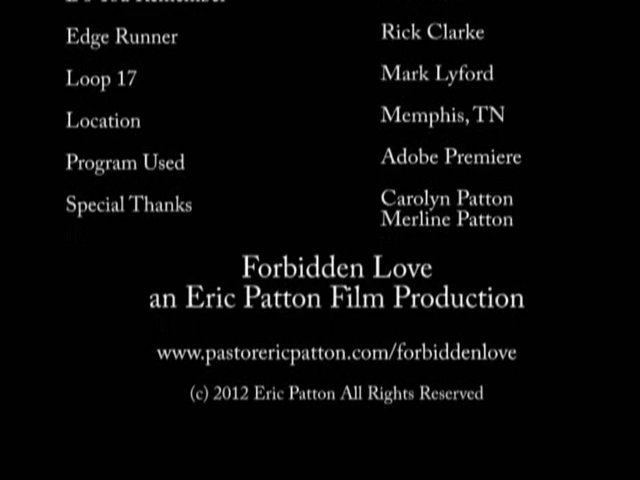 Edge Runner Rick Clarke
Loop 17 Mark Lyford
Location Memphis, TN
Program Used Adobe Premiere
Special Thanks Carolyn Patton
Merline Patton
Forbidden Love
an Eric Patton Film Production
www.pastorericpatton.com/forbiddenlove
(c) 2012 Eric Patton All Rights Reserved